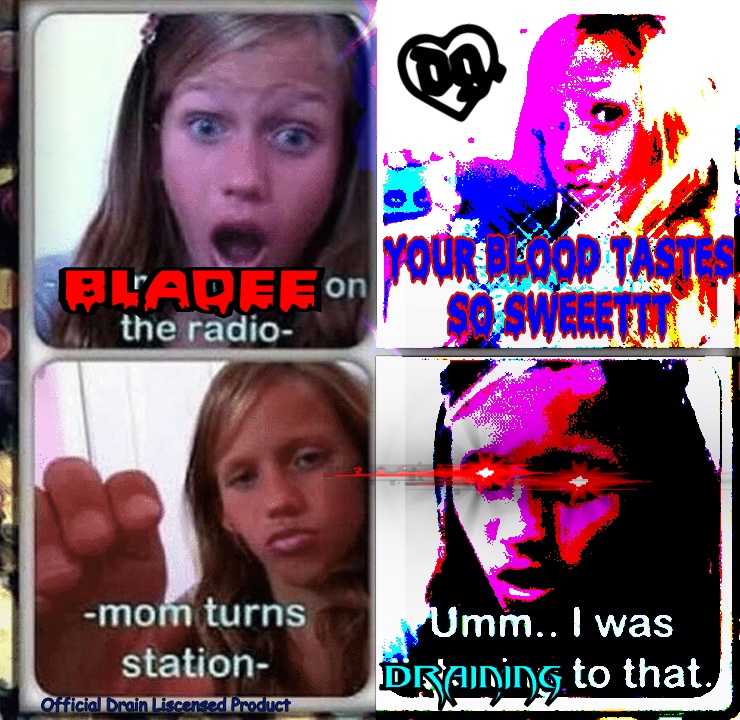 BLADEE on
the radio-
DG
YOUR BLOOD TASTES
SO SWEEETTT
-mom turns
station-
Umm.. I was
DRAINING to that.
Official Drain Liscensed Product